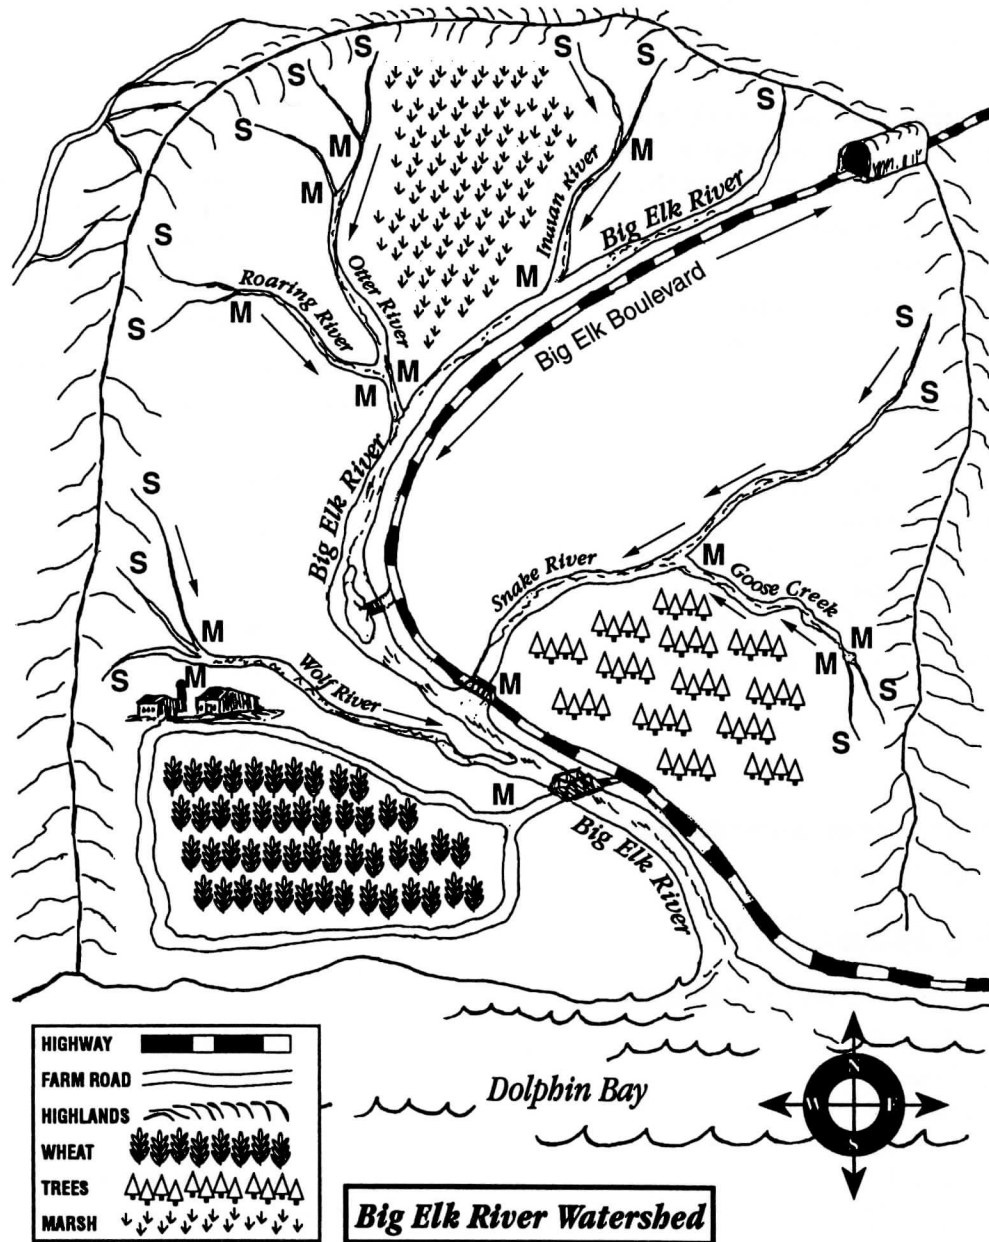 S
S
S
S
S
S
M
M
M
River
Big Elk River
S
M
Roaring River
Otter River
M
S
Big Elk Boulevard
S
M
M
S
Big Elk River
S
M
S
Snake River
Goose Creek
M
M
M
S
M
Wolf River
M
S
S
M
Big Elk River
HIGHWAY
FARM ROAD
HIGHLANDS
WHEAT
TREES
MARSH
Dolphin Bay
N
W
E
S
Big Elk River Watershed